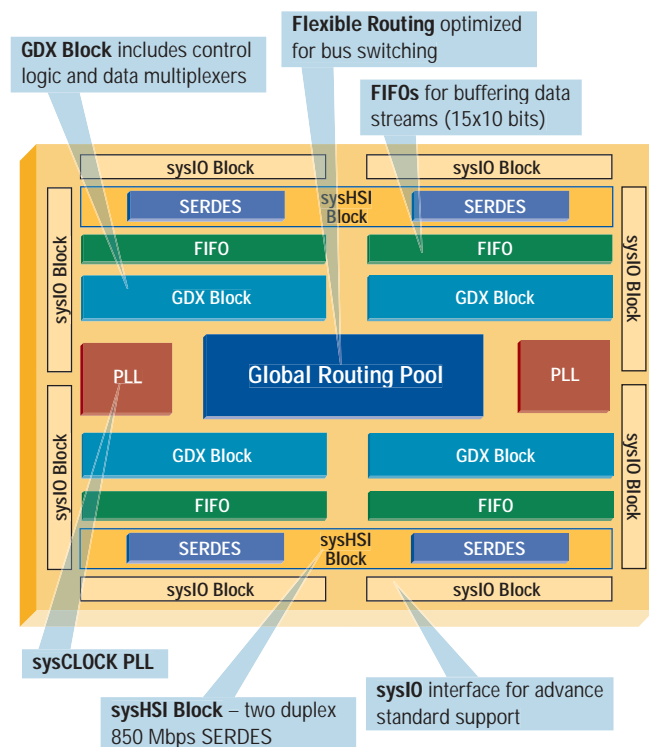 GDX Block includes control
logic and data multiplexers
Flexible Routing optimized
for bus switching
FIFOs for buffering data
streams (15x10 bits)
sysIO Block
sysIO Block
sysHSI
Block
SERDES
SERDES
sysIO Block
sysIO Block
FIFO
FIFO
GDX Block
GDX Block
PLL
Global Routing Pool
PLL
sysIO Block
sysIO Block
GDX Block
GDX Block
FIFO
FIFO
SERDES
sysHSI
Block
SERDES
sysIO Block
sysIO Block
sysCLOCK PLL
sysHSI Block – two duplex
850 Mbps SERDES
sysIO interface for advance
standard support